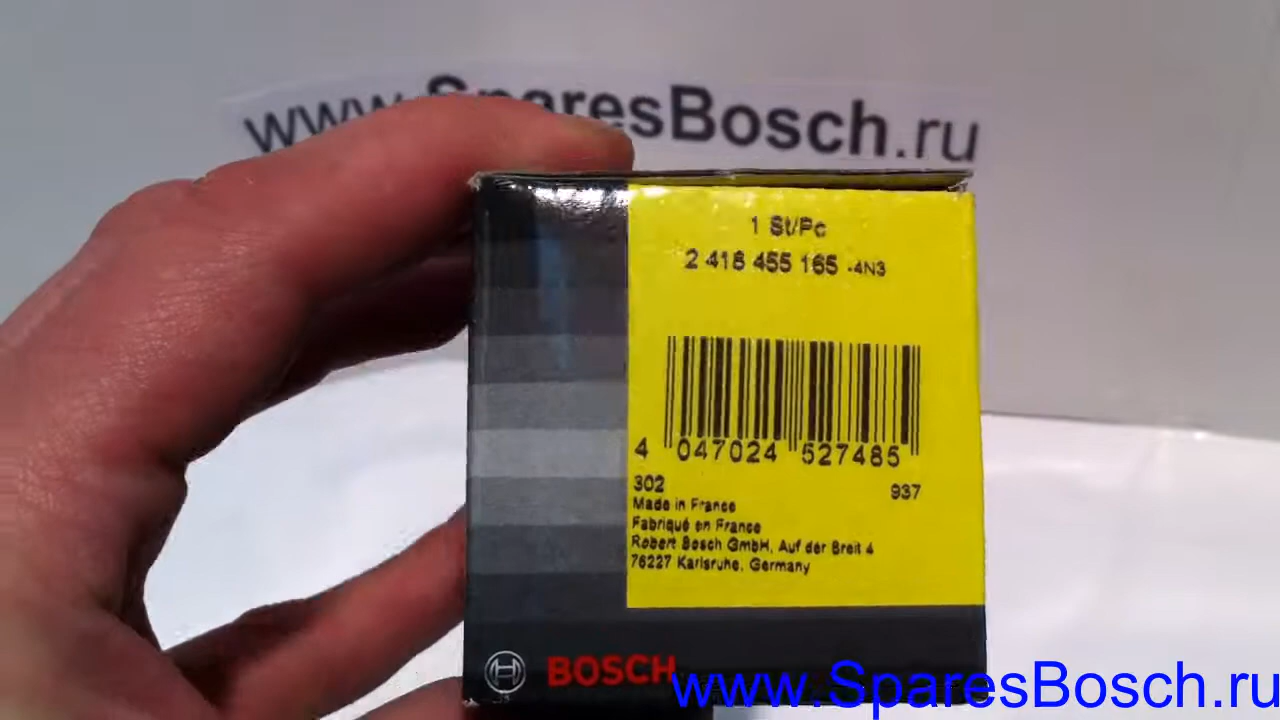 www.SparesBosch.ru
1 St/Pc
2 418 455 165 -4N3
4 047024 527485
302 937
Made in France
Fabriqué en France
Robert Bosch GmbH, Auf der Breit 4
76227 Karlsruhe, Germany
BOSCH
www.SparesBosch.ru